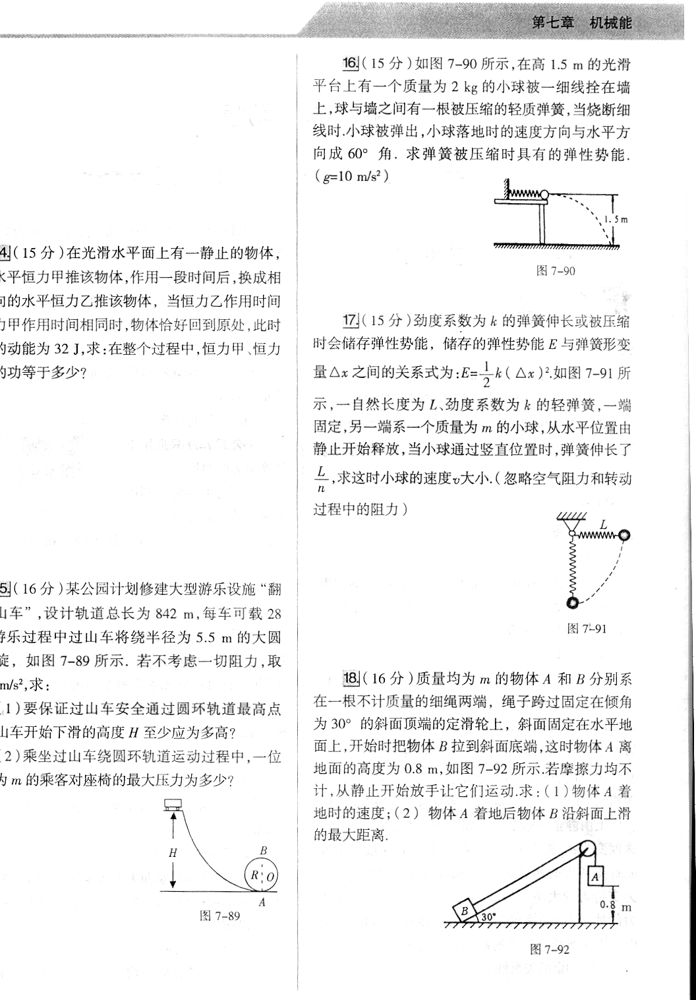 第七章 机械能
4.(15 分)在光滑水平面上有一静止的物体,
水平恒力甲推该物体,作用一段时间后,换成相
向的水平恒力乙推该物体，当恒力乙作用时间
力甲作用时间相同时,物体恰好回到原处,此时
的动能为 32 J,求:在整个过程中,恒力甲、恒力
的功等于多少?
5.(16 分)某公园计划修建大型游乐设施“翻
山车”,设计轨道总长为 842 m,每车可载 28
游乐过程中过山车将绕半径为 5.5 m 的大圆
旋，如图 7-89 所示. 若不考虑一切阻力,取
m/s²,求:
(1)要保证过山车安全通过圆环轨道最高点
山车开始下滑的高度 H 至少应为多高?
(2)乘坐过山车绕圆环轨道运动过程中,一位
为 m 的乘客对座椅的最大压力为多少?
H
B
R
O
A
图 7-89
16.(15 分)如图 7-90 所示,在高 1.5 m 的光滑
平台上有一个质量为 2 kg 的小球被一细线拴在墙
上,球与墙之间有一根被压缩的轻质弹簧,当烧断细
线时.小球被弹出,小球落地时的速度方向与水平方
向成 60° 角. 求弹簧被压缩时具有的弹性势能.
(g=10 m/s²)
1.5m
图 7-90
17.(15 分)劲度系数为 k 的弹簧伸长或被压缩
时会储存弹性势能，储存的弹性势能 E 与弹簧形变
量△x 之间的关系式为:E=1/2k(△x)².如图 7-91 所
示,一自然长度为 L、劲度系数为 k 的轻弹簧,一端
固定,另一端系一个质量为 m 的小球,从水平位置由
静止开始释放,当小球通过竖直位置时,弹簧伸长了
L/n,求这时小球的速度v大小.(忽略空气阻力和转动
过程中的阻力)
L
图 7-91
18.(16 分)质量均为 m 的物体 A 和 B 分别系
在一根不计质量的细绳两端，绳子跨过固定在倾角
为 30° 的斜面顶端的定滑轮上，斜面固定在水平地
面上,开始时把物体 B 拉到斜面底端,这时物体 A 离
地面的高度为 0.8 m,如图 7-92 所示.若摩擦力均不
计,从静止开始放手让它们运动.求:(1)物体 A 着
地时的速度;(2) 物体 A 着地后物体 B 沿斜面上滑
的最大距离.
A
0.8 m
B
30°
图 7-92